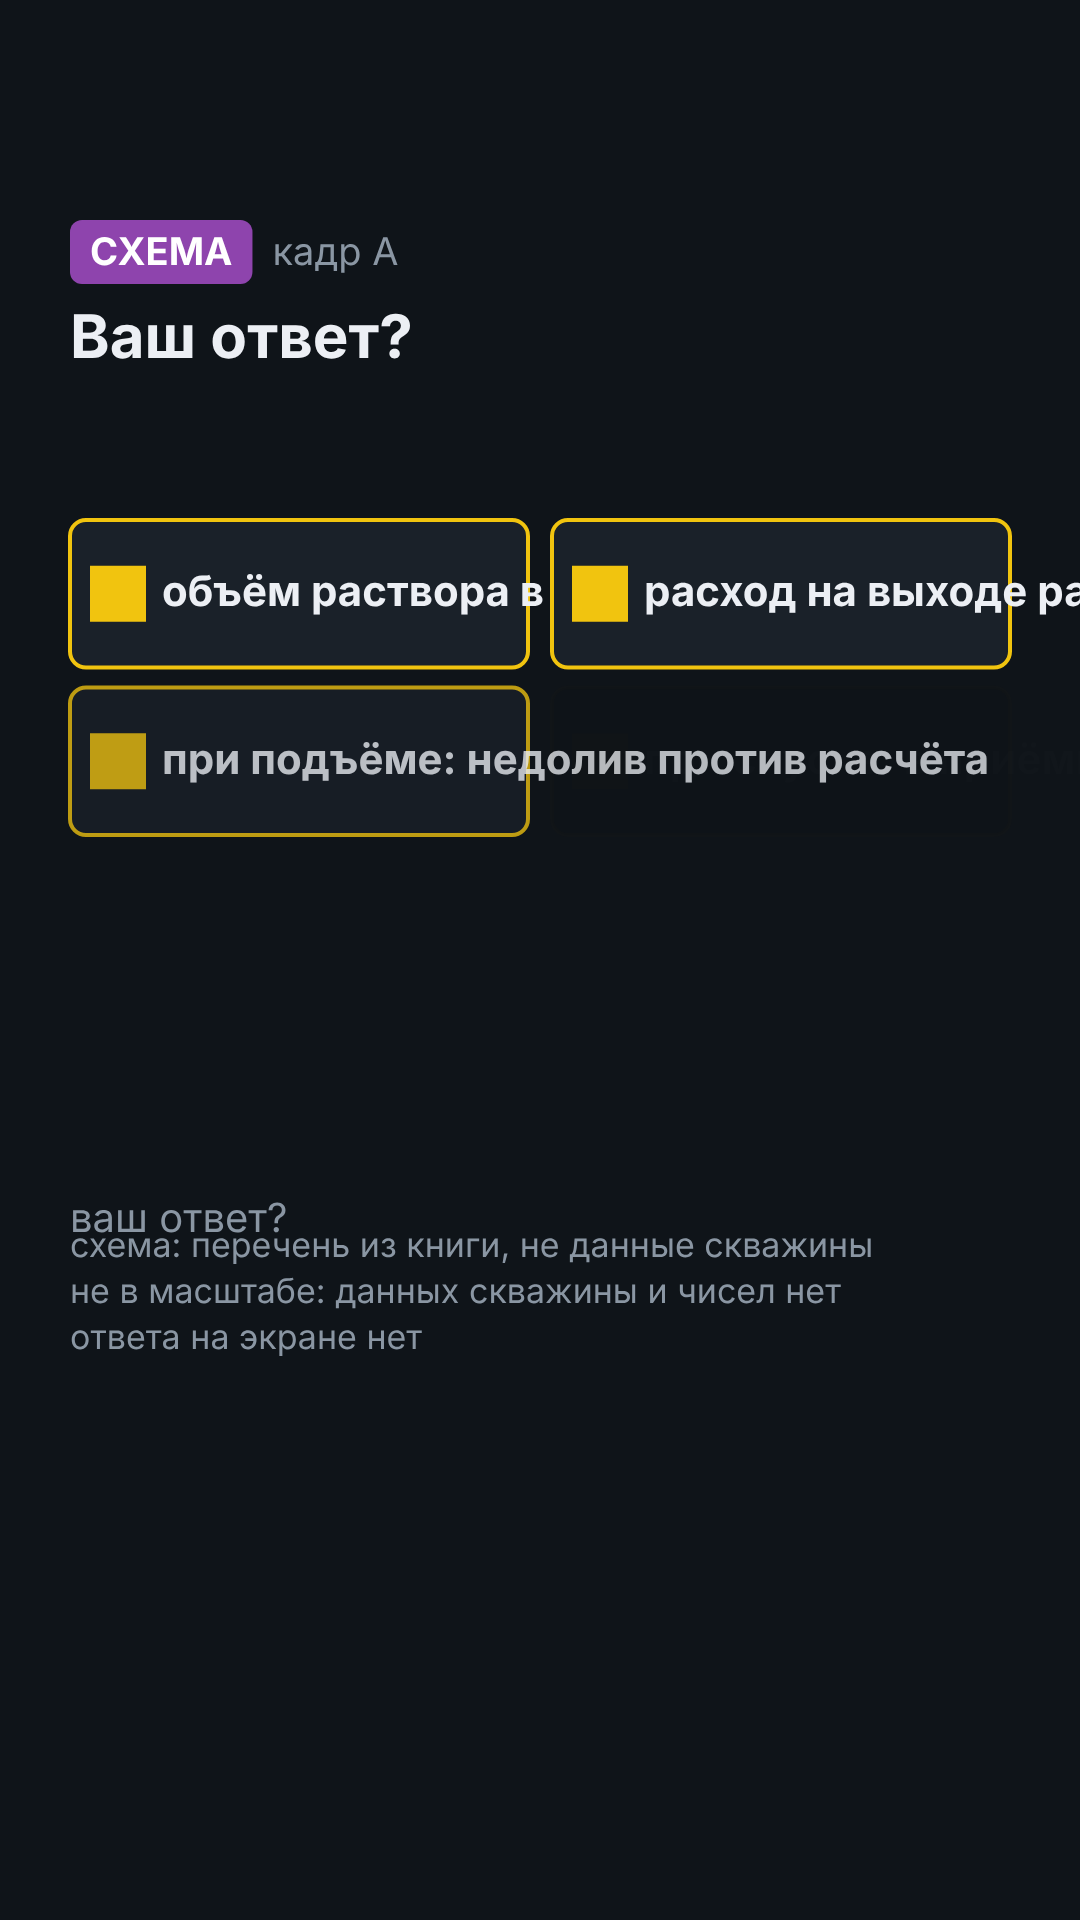 СХЕМА кадр А
Ваш ответ?
объём раствора в
расход на выходе
при подъёме: недолив против расчёта
ваш ответ?
схема: перечень из книги, не данные скважины
не в масштабе: данных скважины и чисел нет
ответа на экране нет